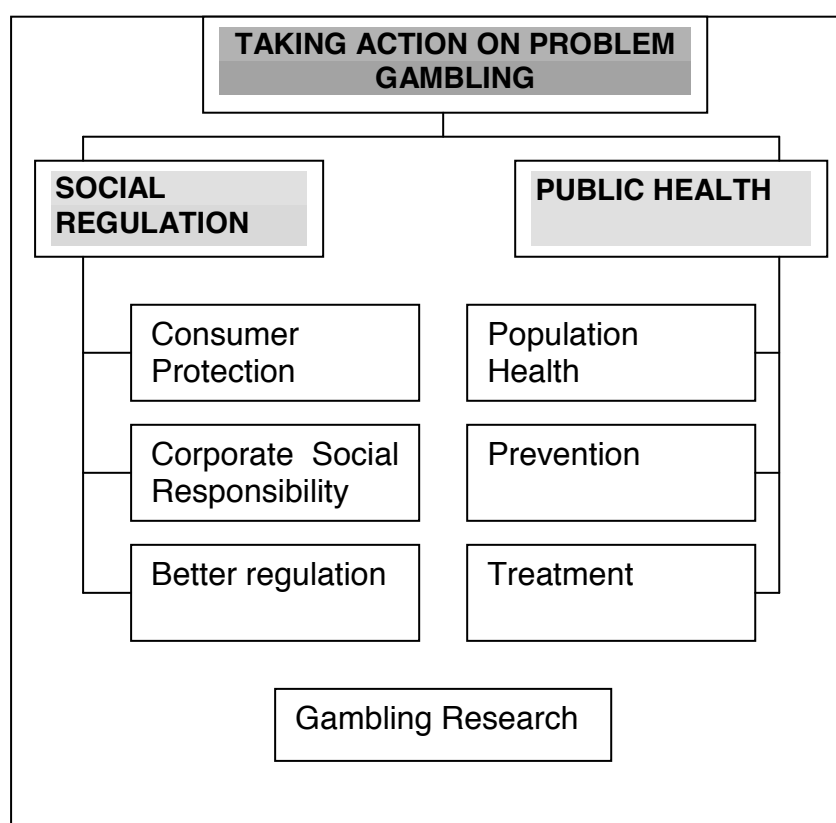 TAKING ACTION ON PROBLEM
GAMBLING
SOCIAL
REGULATION
PUBLIC HEALTH
Consumer
Protection
Population
Health
Corporate Social
Responsibility
Prevention
Better regulation
Treatment
Gambling Research